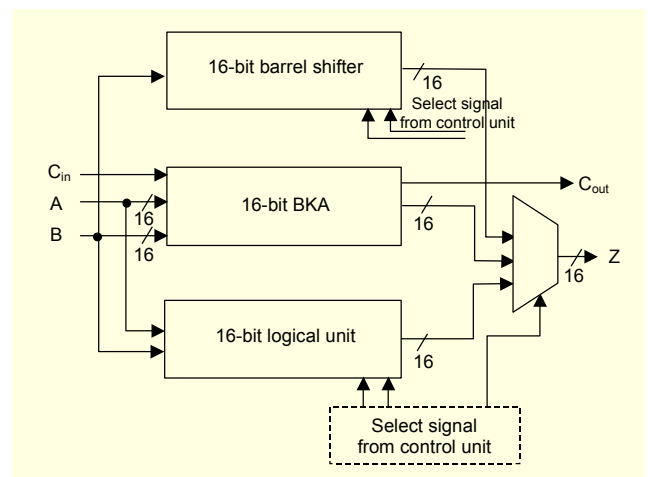 16-bit barrel shifter
16
Select signal
from control unit
Cin
A
16
16-bit BKA
Cout
16
B
16
Z
16
16-bit logical unit
16
Select signal
from control unit